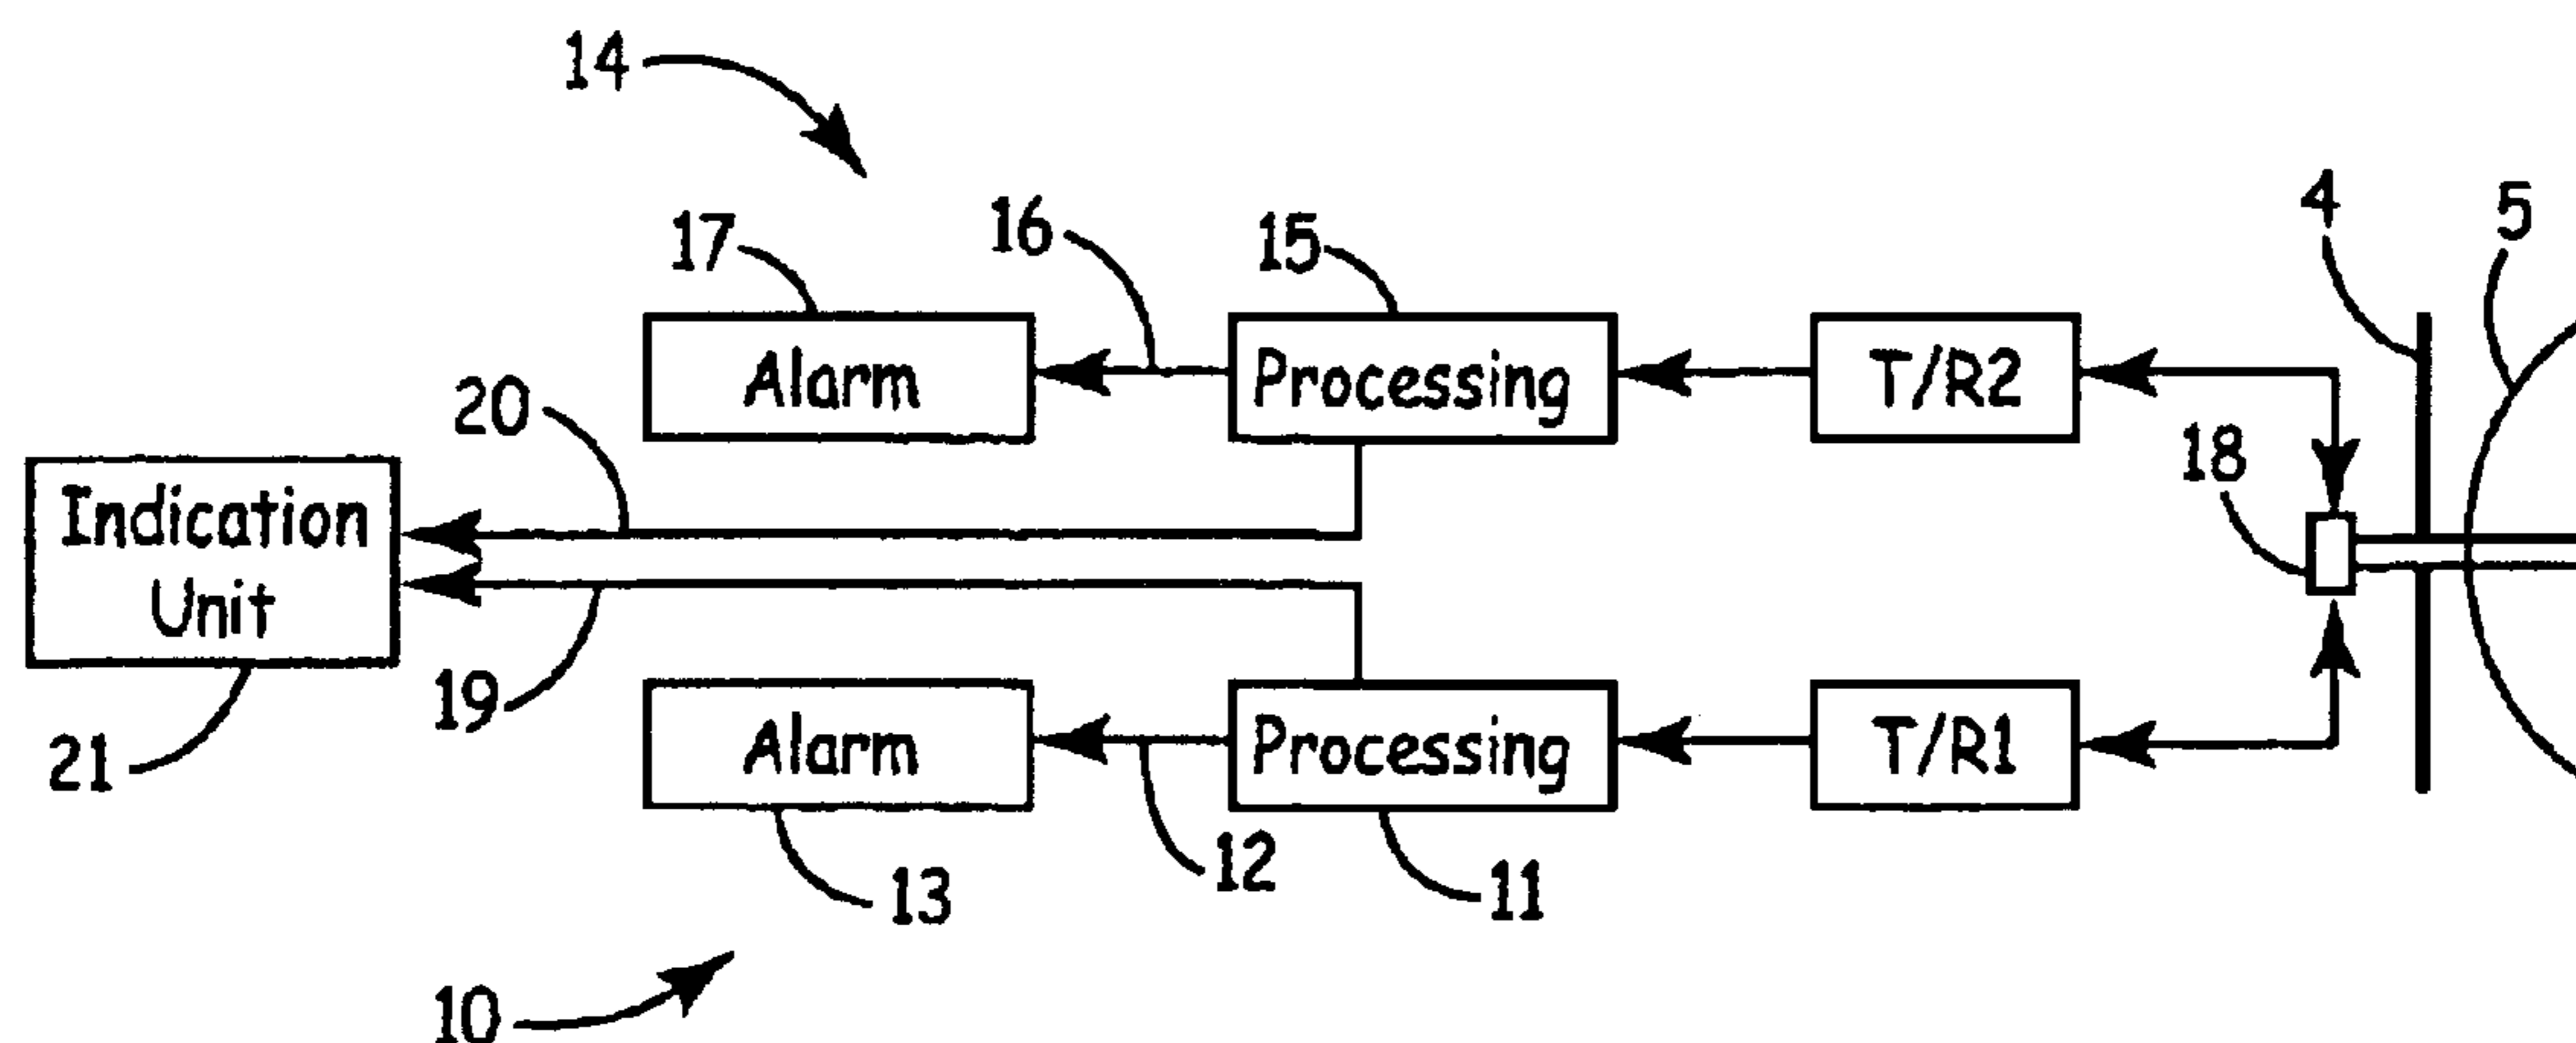 14
4
5
17
16
15
Alarm
Processing
T/R2
20
18
Indication
Unit
19
21
Alarm
Processing
T/R1
12
13
11
10